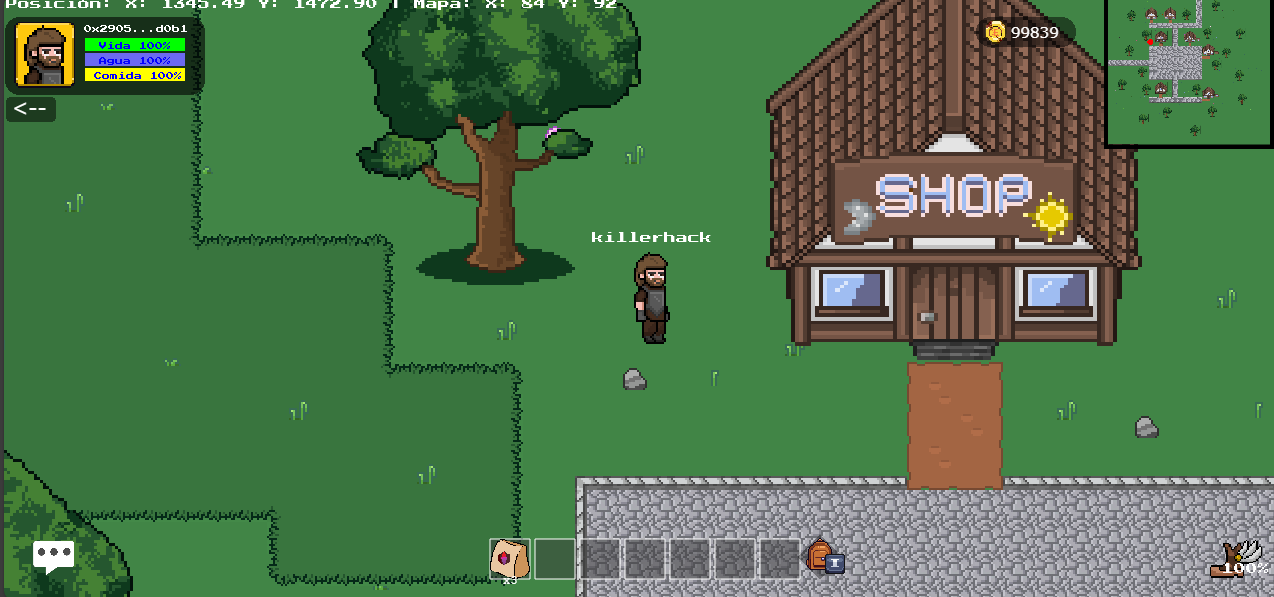 Posicion: X: 1345.49 Y: 1472.90 | Mapa: X: 84 Y: 92
0x2905...d0b1
Vida 100%
Agua 100%
Comida 100%
<--
99839
SHOP
killerhack
x3
I
100%